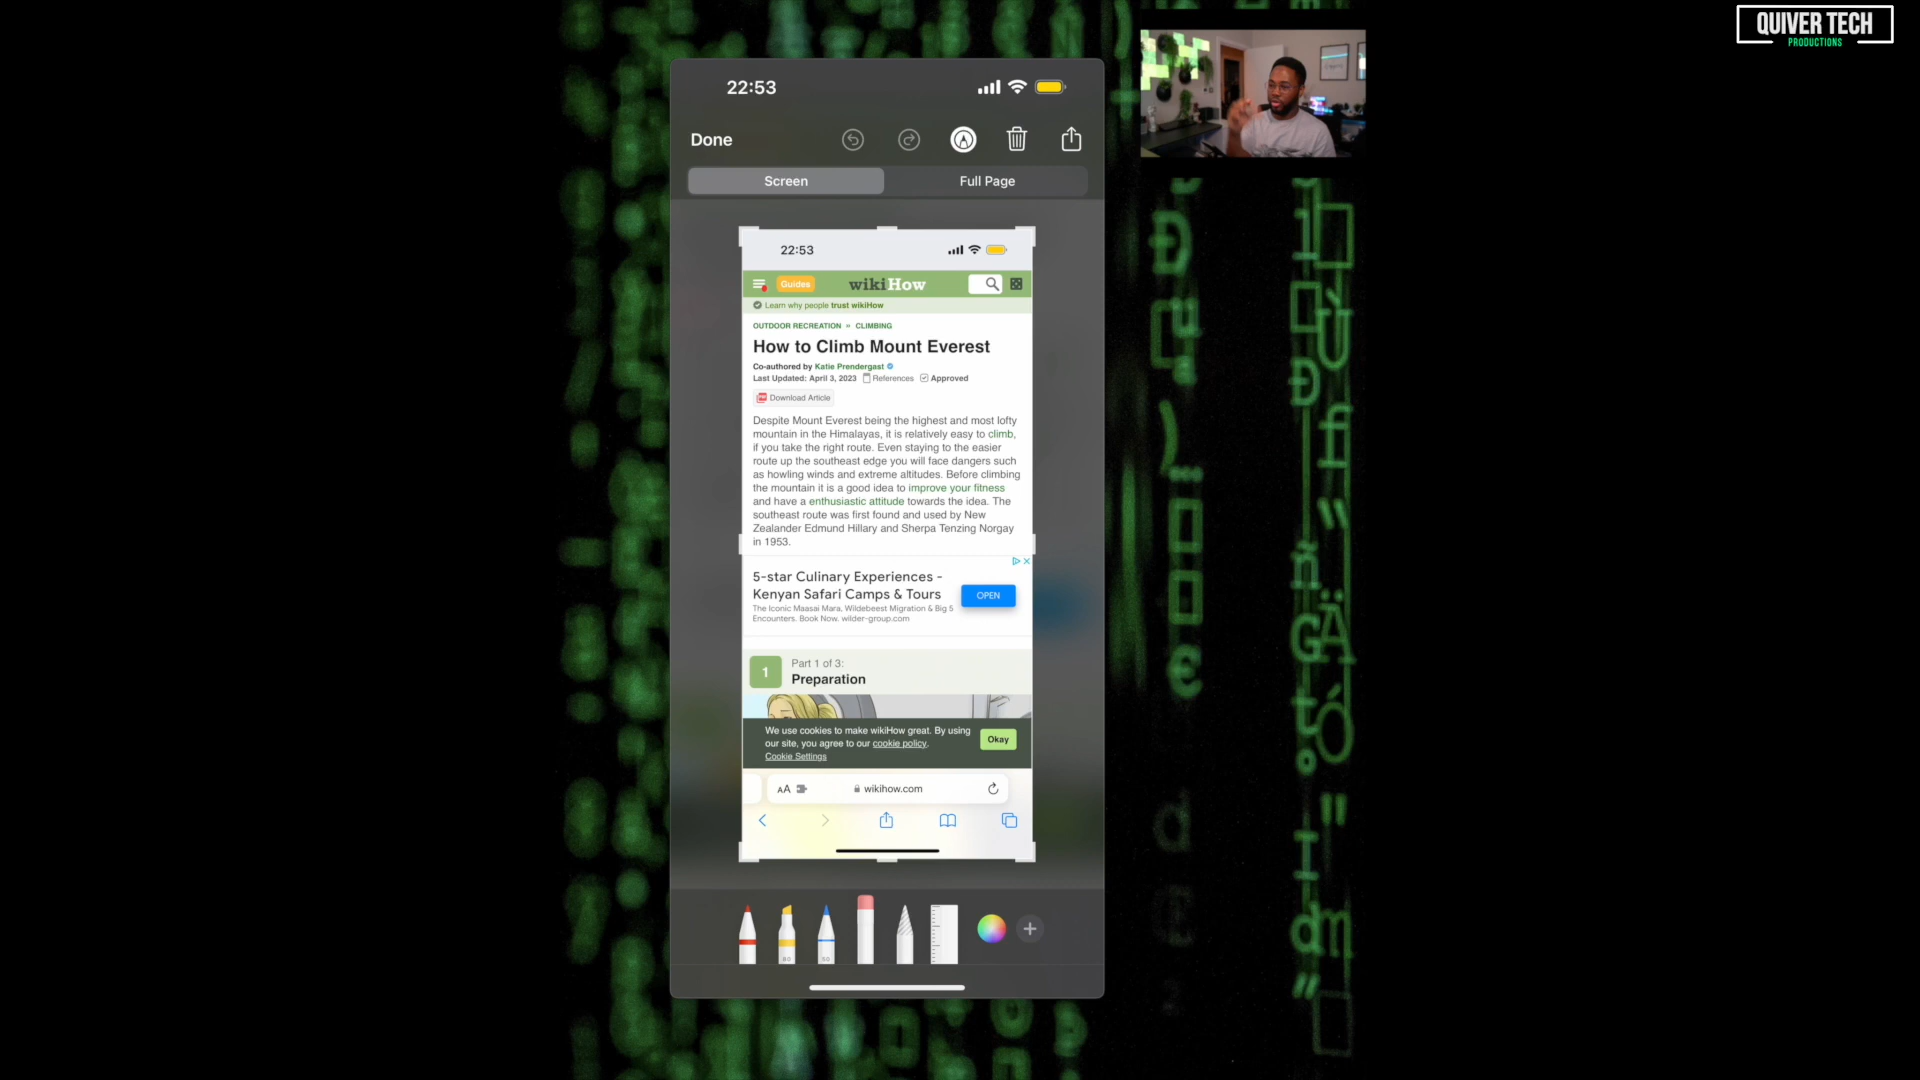 QUIVER TECH
PRODUCTIONS
22:53
Done
Screen
Full Page
22:53
Guides
wikiHow
Learn why people trust wikiHow
OUTDOOR RECREATION » CLIMBING
How to Climb Mount Everest
Co-authored by Katie Prendergast
Last Updated: April 3, 2023 References Approved
Download Article
Despite Mount Everest being the highest and most lofty
mountain in the Himalayas, it is relatively easy to climb,
if you take the right route. Even staying to the easier
route up the southeast edge you will face dangers such
as howling winds and extreme altitudes. Before climbing
the mountain it is a good idea to improve your fitness
and have a enthusiastic attitude towards the idea. The
southeast route was first found and used by New
Zealander Edmund Hillary and Sherpa Tenzing Norgay
in 1953.
5-star Culinary Experiences -
Kenyan Safari Camps & Tours
OPEN
The Iconic Maasai Mara, Wildebeest Migration & Big 5
Encounters. Book Now. wilder-group.com
1
Part 1 of 3:
Preparation
We use cookies to make wikiHow great. By using
our site, you agree to our cookie policy.
Cookie Settings
Okay
AA
wikihow.com
80
50